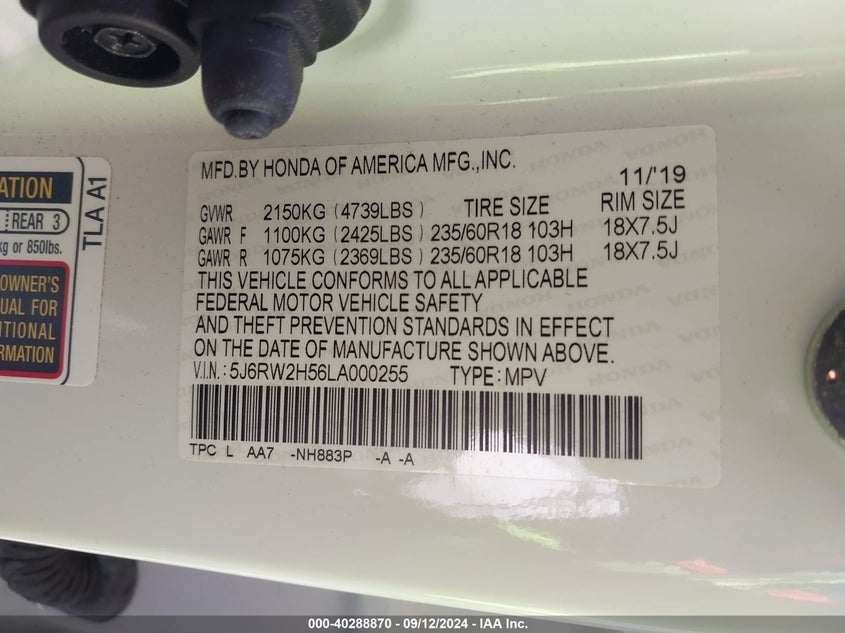 MFD.BY HONDA OF AMERICA MFG.,INC.
11/'19
GVWR 2150KG (4739LBS) TIRE SIZE RIM SIZE
GAWR F 1100KG (2425LBS) 235/60R18 103H 18X7.5J
GAWR R 1075KG (2369LBS) 235/60R18 103H 18X7.5J
THIS VEHICLE CONFORMS TO ALL APPLICABLE
FEDERAL MOTOR VEHICLE SAFETY
AND THEFT PREVENTION STANDARDS IN EFFECT
ON THE DATE OF MANUFACTURE SHOWN ABOVE.
V.I.N.: 5J6RW2H56LA000255 TYPE: MPV
TPC L AA7 -NH883P -A -A
ATION
REAR 3
kg or 850lbs.
OWNER'S
UAL FOR
ITIONAL
ORMATION
TLA A1
HONDA
000-40288870 - 09/12/2024 - IAA Inc.